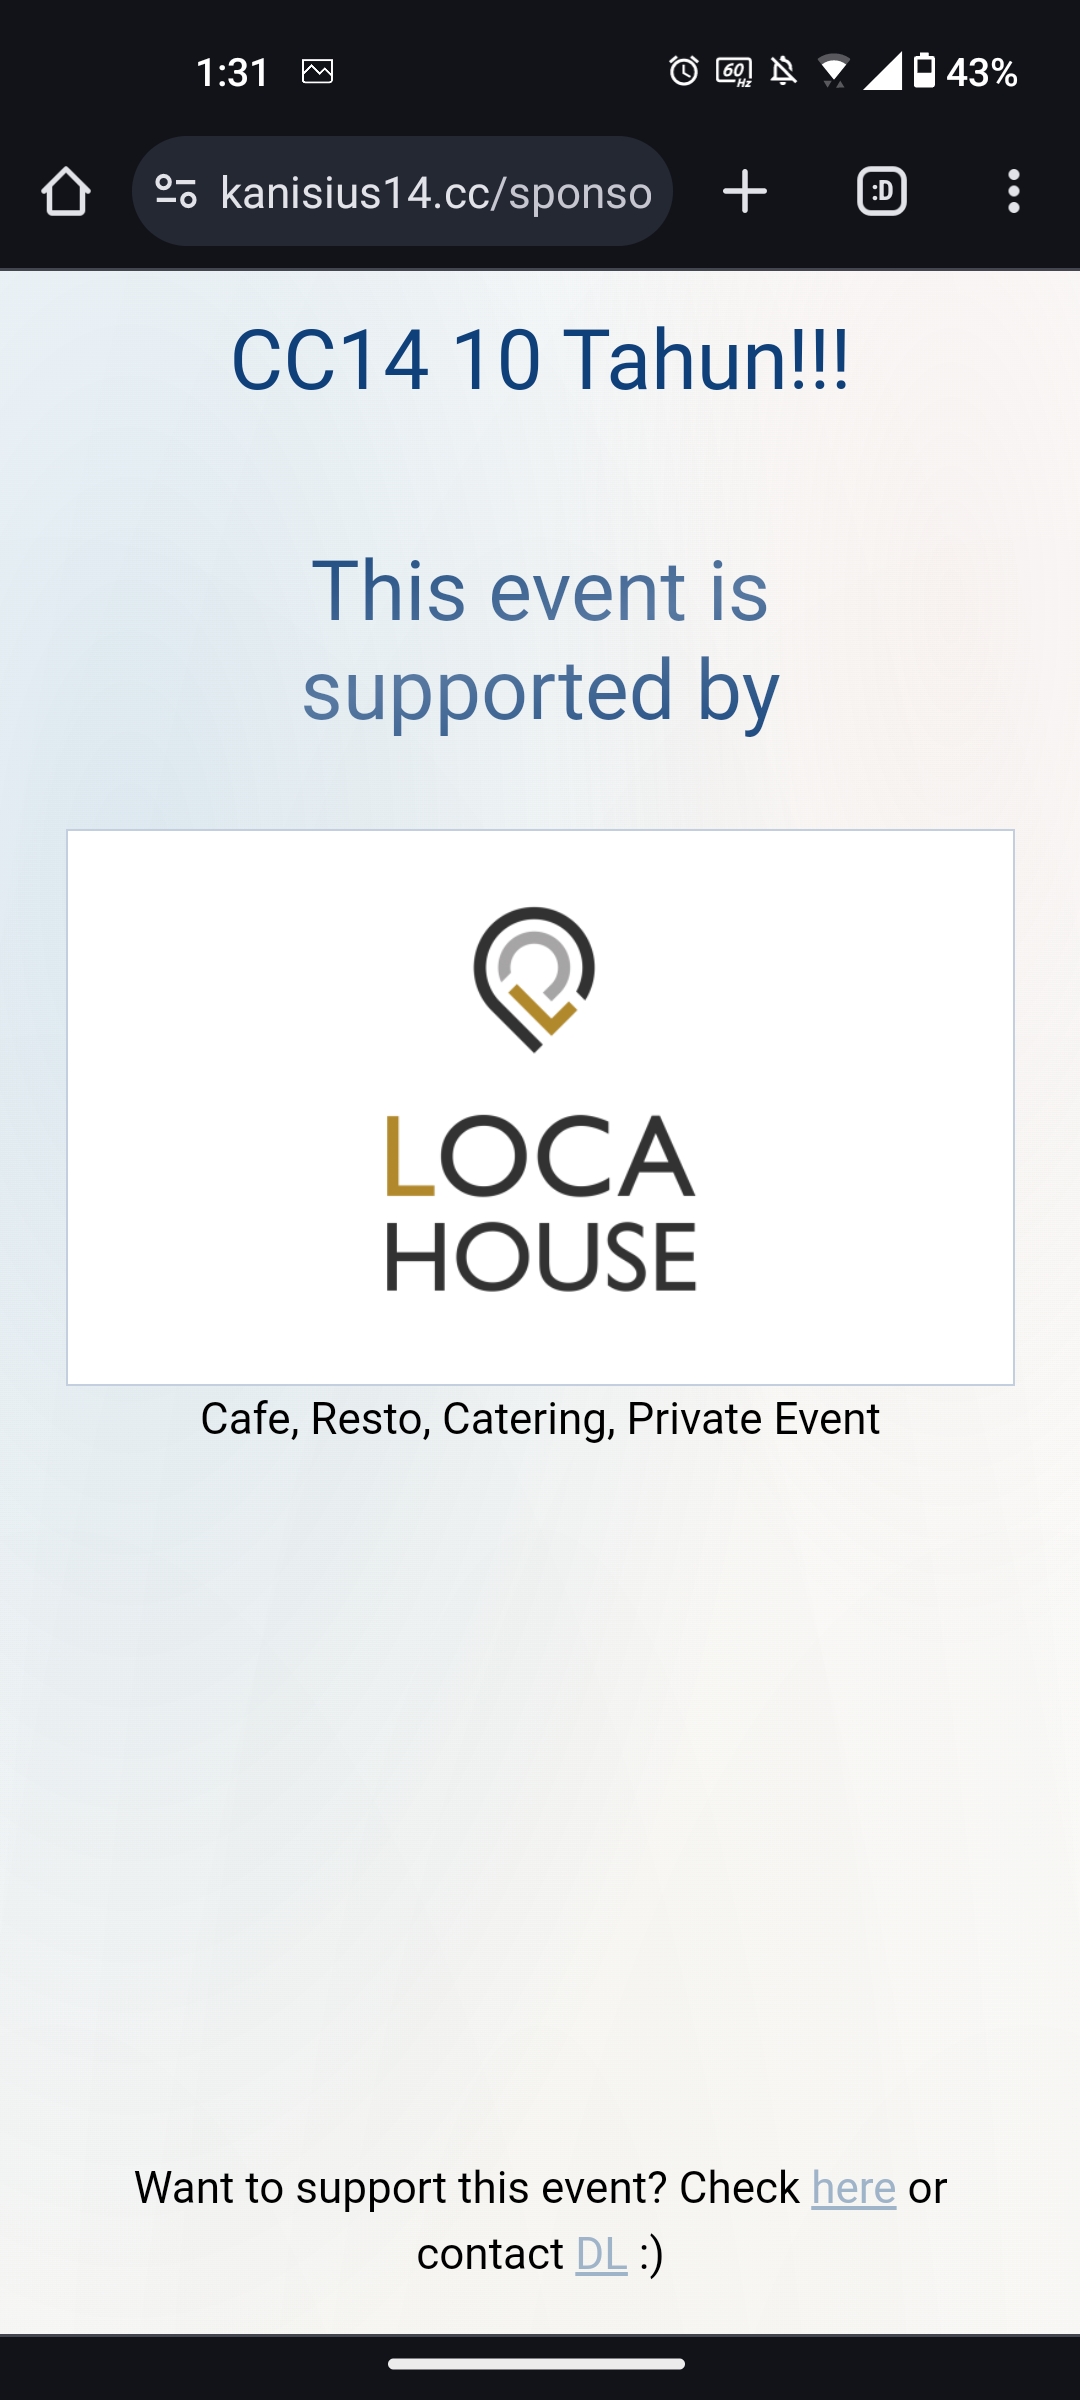 1:31 60Hz 43%
kanisius14.cc/sponso :D
CC14 10 Tahun!!!
This event is
supported by
LOCA
HOUSE
Cafe, Resto, Catering, Private Event
Want to support this event? Check here or
contact DL :)